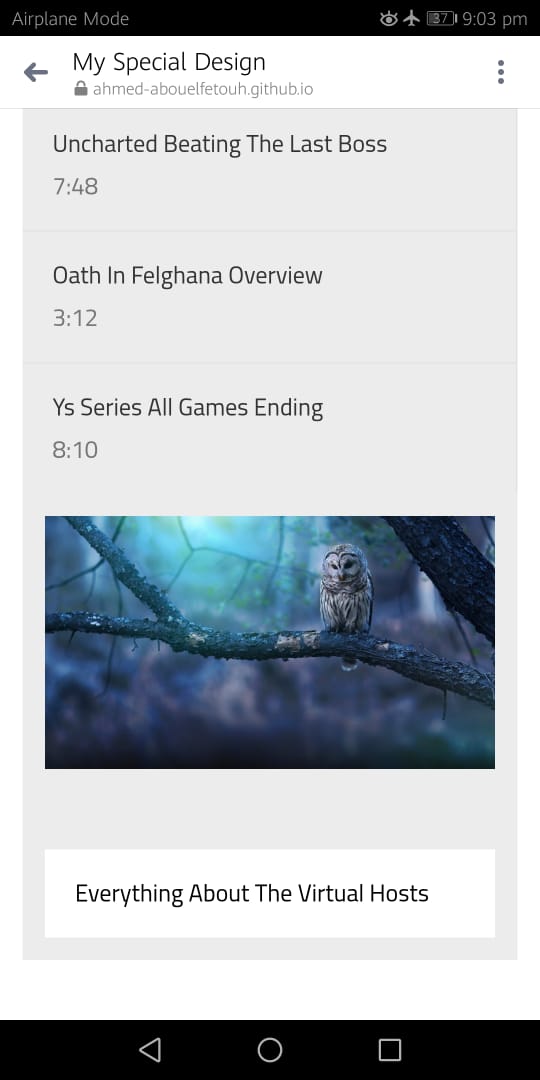 Airplane Mode
37 9:03 pm
My Special Design
ahmed-abouelfetouh.github.io
Uncharted Beating The Last Boss
7:48
Oath In Felghana Overview
3:12
Ys Series All Games Ending
8:10
Everything About The Virtual Hosts